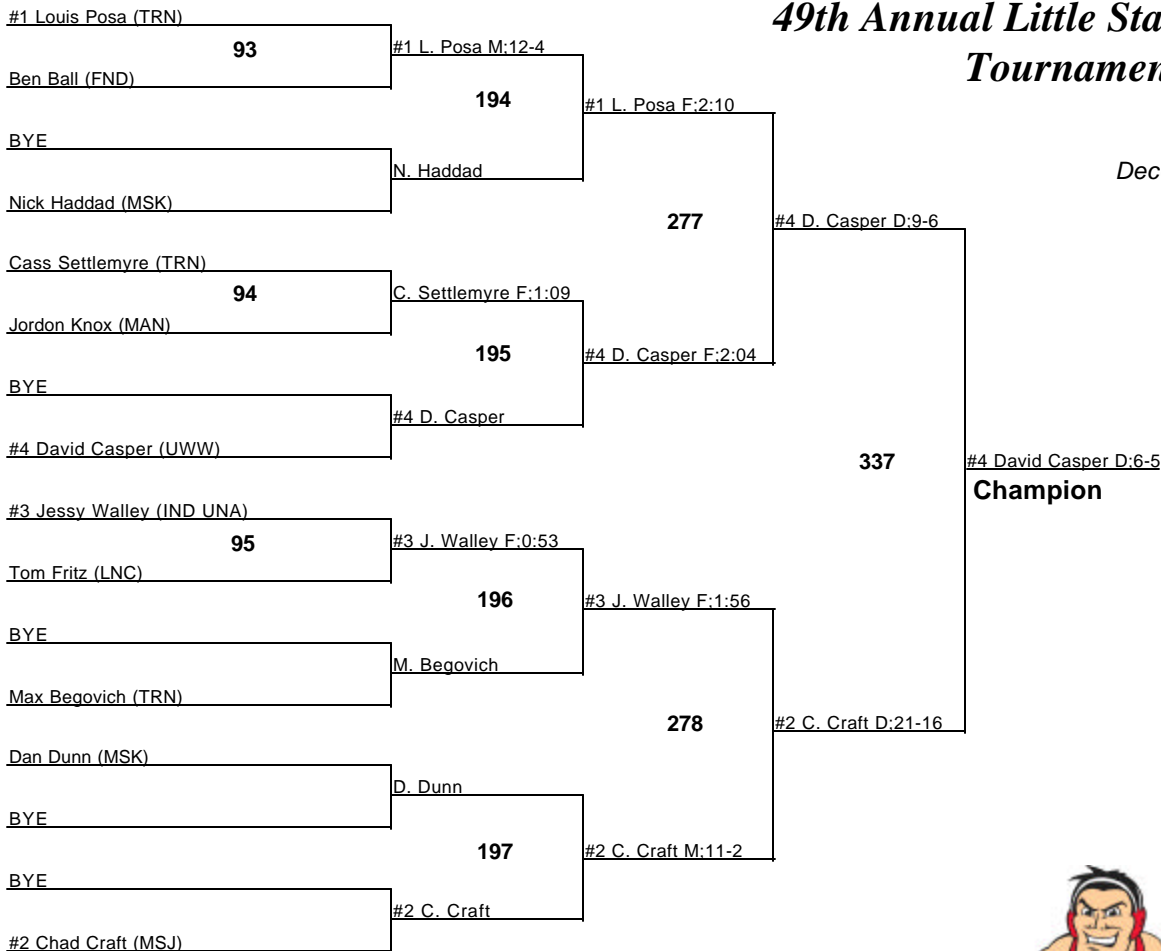 49th Annual Little Sta
Tournamen
Dec
#1 Louis Posa (TRN)
93
Ben Ball (FND)
BYE
Nick Haddad (MSK)
Cass Settlemyre (TRN)
94
Jordon Knox (MAN)
BYE
#4 David Casper (UWW)
#3 Jessy Walley (IND UNA)
95
Tom Fritz (LNC)
BYE
Max Begovich (TRN)
Dan Dunn (MSK)
BYE
BYE
#2 Chad Craft (MSJ)
#1 L. Posa M;12-4
194
N. Haddad
C. Settlemyre F;1:09
195
#4 D. Casper
#3 J. Walley F;0:53
196
M. Begovich
D. Dunn
197
#2 C. Craft
#1 L. Posa F;2:10
277
#4 D. Casper F;2:04
#3 J. Walley F;1:56
278
#2 C. Craft M;11-2
#4 D. Casper D;9-6
337
#2 C. Craft D;21-16
#4 David Casper D;6-5
Champion